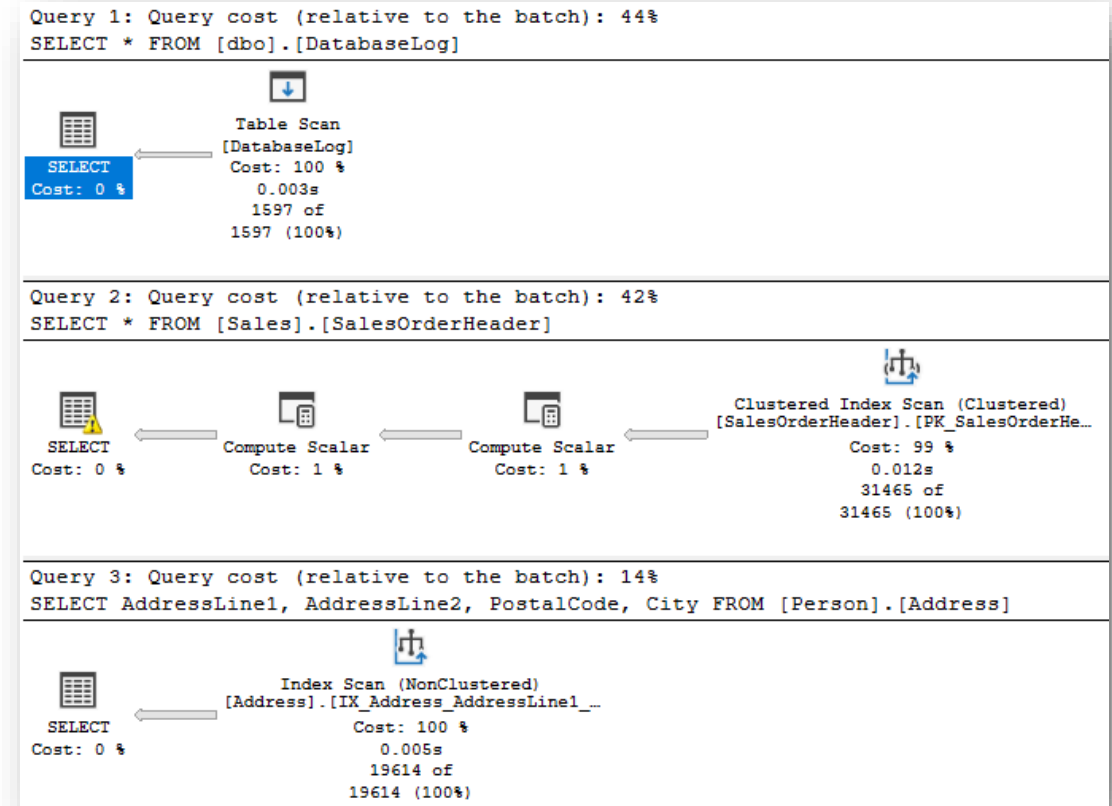 Query 1: Query cost (relative to the batch): 44%
SELECT * FROM [dbo].[DatabaseLog]
Table Scan
[DatabaseLog]
Cost: 100 %
0.003s
1597 of
1597 (100%)
SELECT
Cost: 0 %
Query 2: Query cost (relative to the batch): 42%
SELECT * FROM [Sales].[SalesOrderHeader]
SELECT
Cost: 0 %
Compute Scalar
Cost: 1 %
Compute Scalar
Cost: 1 %
Clustered Index Scan (Clustered)
[SalesOrderHeader].[PK_SalesOrderHe…
Cost: 99 %
0.012s
31465 of
31465 (100%)
Query 3: Query cost (relative to the batch): 14%
SELECT AddressLine1, AddressLine2, PostalCode, City FROM [Person].[Address]
SELECT
Cost: 0 %
Index Scan (NonClustered)
[Address].[IX_Address_AddressLine1_…
Cost: 100 %
0.005s
19614 of
19614 (100%)